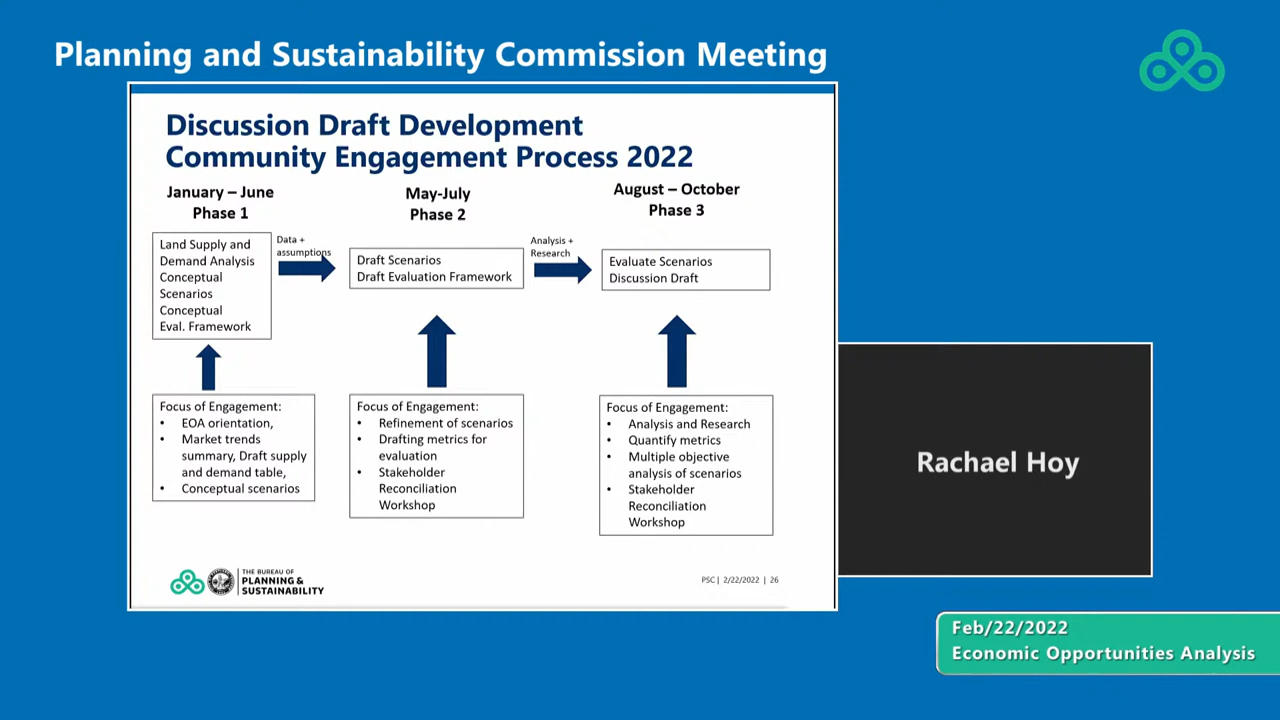 Planning and Sustainability Commission Meeting
Discussion Draft Development
Community Engagement Process 2022
January – June
Phase 1
May-July
Phase 2
August – October
Phase 3
Land Supply and
Demand Analysis
Conceptual
Scenarios
Conceptual
Eval. Framework
Data +
assumptions
Draft Scenarios
Draft Evaluation Framework
Analysis +
Research
Evaluate Scenarios
Discussion Draft
Focus of Engagement:
• EOA orientation,
• Market trends
summary, Draft supply
and demand table,
• Conceptual scenarios
Focus of Engagement:
• Refinement of scenarios
• Drafting metrics for
evaluation
• Stakeholder
Reconciliation
Workshop
Focus of Engagement:
• Analysis and Research
• Quantify metrics
• Multiple objective
analysis of scenarios
• Stakeholder
Reconciliation
Workshop
THE BUREAU OF
PLANNING &
SUSTAINABILITY
PSC | 2/22/2022 | 26
Rachael Hoy
Feb/22/2022
Economic Opportunities Analysis